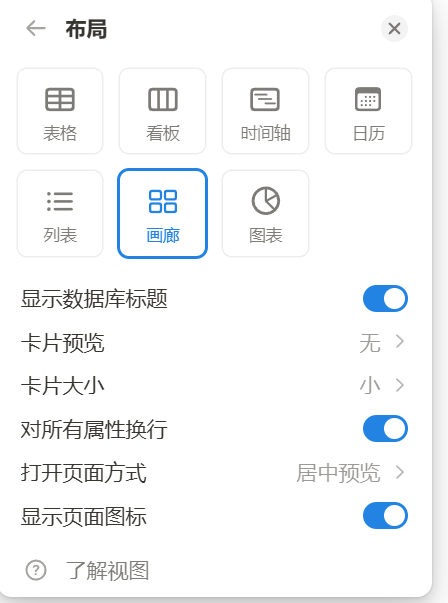 布局
表格 看板 时间轴 日历
列表 画廊 图表
显示数据库标题
卡片预览 无
卡片大小 小
对所有属性换行
打开页面方式 居中预览
显示页面图标
了解视图